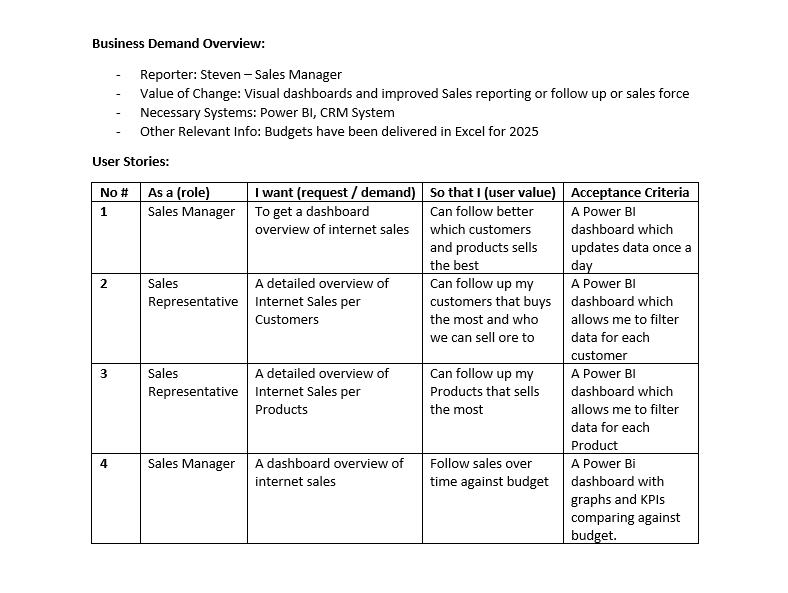 Business Demand Overview:
- Reporter: Steven – Sales Manager
- Value of Change: Visual dashboards and improved Sales reporting or follow up or sales force
- Necessary Systems: Power BI, CRM System
- Other Relevant Info: Budgets have been delivered in Excel for 2025
User Stories:
No # As a (role) I want (request / demand) So that I (user value) Acceptance Criteria
1 Sales Manager To get a dashboard Can follow better A Power BI
overview of internet sales which customers dashboard which
and products sells updates data once a
the best day
2 Sales A detailed overview of Can follow up my A Power BI
Representative Internet Sales per customers that buys dashboard which
Customers the most and who allows me to filter
we can sell ore to data for each
customer
3 Sales A detailed overview of Can follow up my A Power BI
Representative Internet Sales per Products that sells dashboard which
Products the most allows me to filter
data for each
Product
4 Sales Manager A dashboard overview of Follow sales over A Power Bi
internet sales time against budget dashboard with
graphs and KPIs
comparing against
budget.